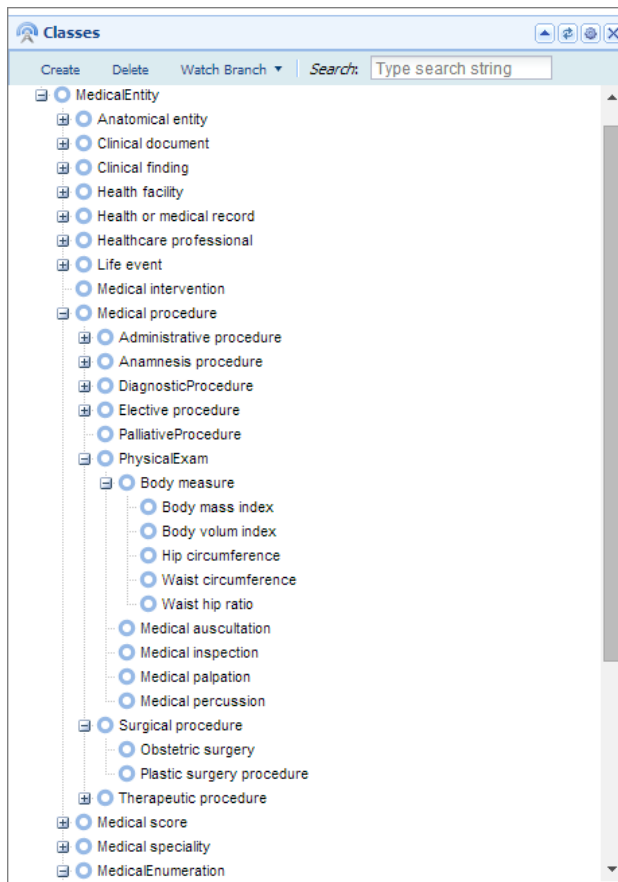 Classes
Create Delete Watch Branch Search: Type search string
MedicalEntity
Anatomical entity
Clinical document
Clinical finding
Health facility
Health or medical record
Healthcare professional
Life event
Medical intervention
Medical procedure
Administrative procedure
Anamnesis procedure
DiagnosticProcedure
Elective procedure
PalliativeProcedure
PhysicalExam
Body measure
Body mass index
Body volum index
Hip circumference
Waist circumference
Waist hip ratio
Medical auscultation
Medical inspection
Medical palpation
Medical percussion
Surgical procedure
Obstetric surgery
Plastic surgery procedure
Therapeutic procedure
Medical score
Medical speciality
MedicalEnumeration